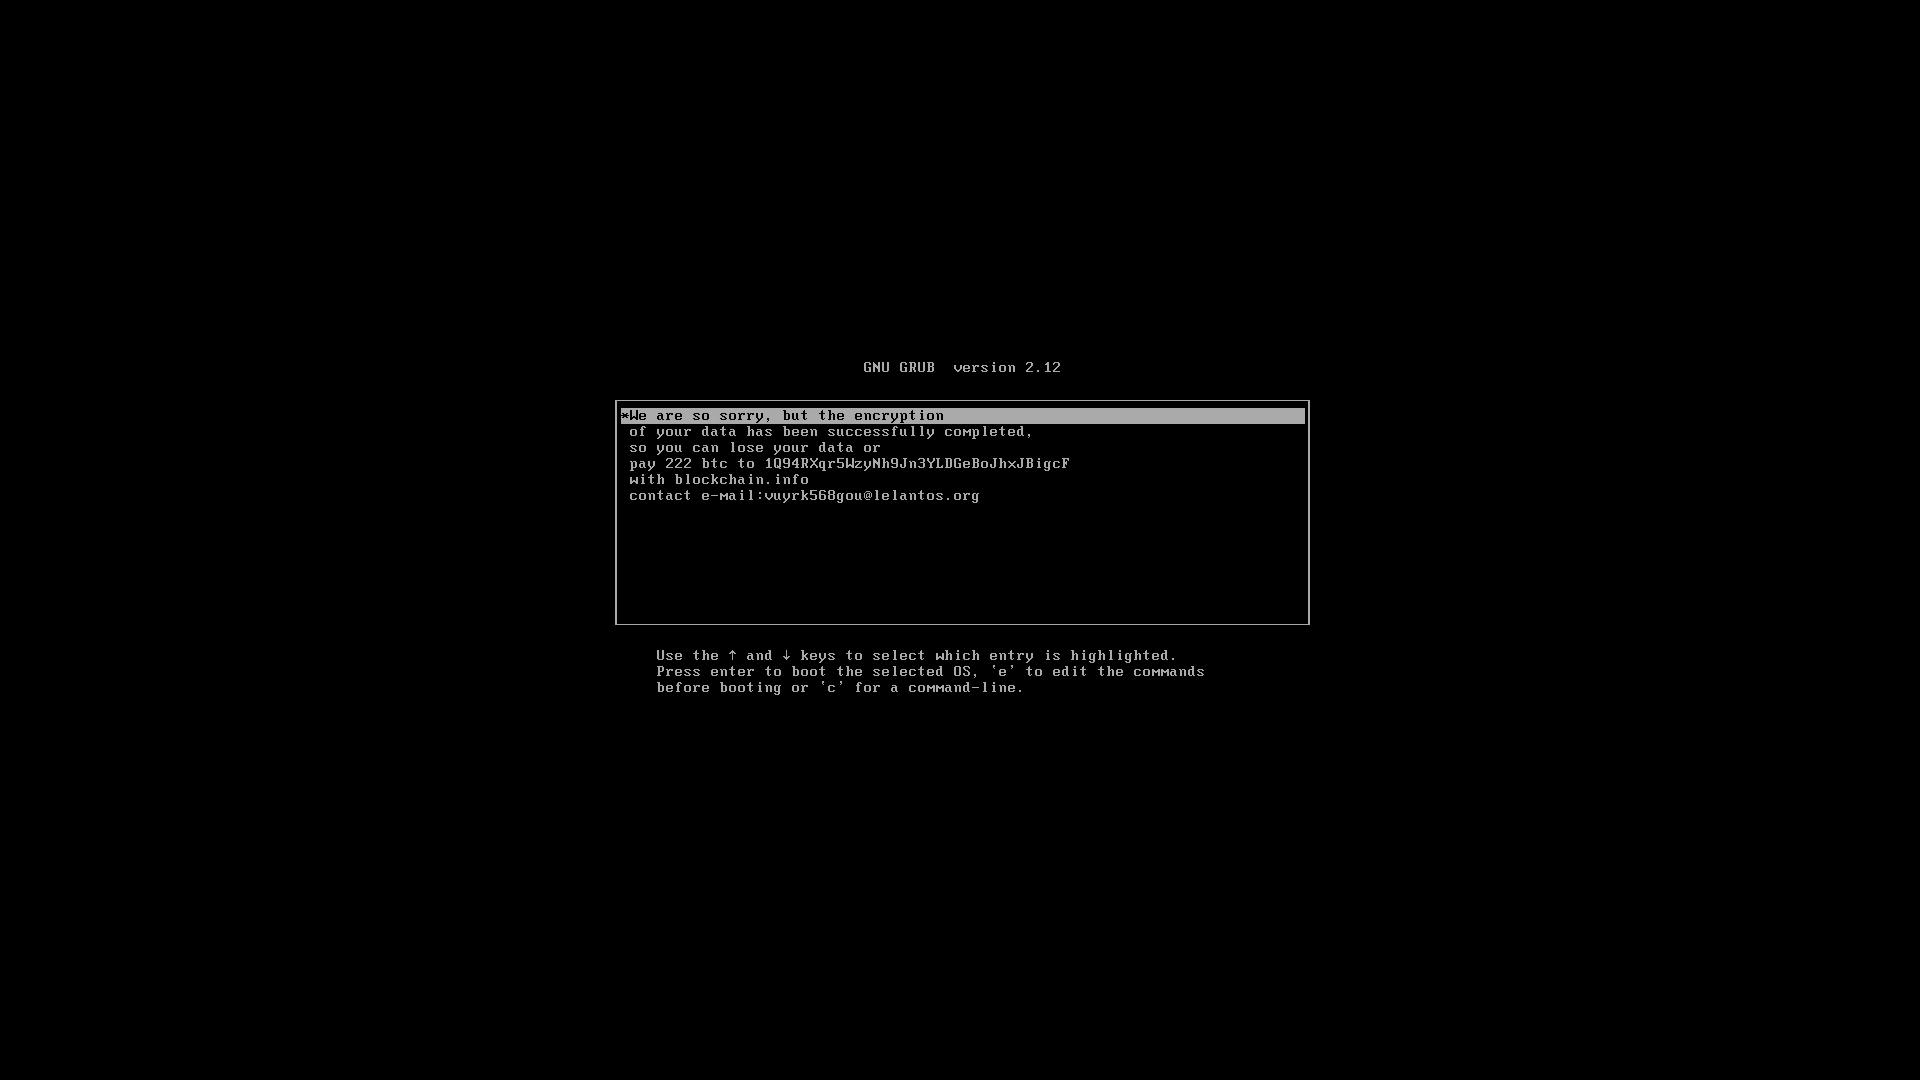 GNU GRUB  version 2.12
*We are so sorry, but the encryption
of your data has been successfully completed,
so you can lose your data or
pay 222 btc to 1Q94RXqr5WzyNh9Jn3YLDGeBoJhxJBigcF
with blockchain.info
contact e-mail:vuyrk568gou@lelantos.org
Use the ↑ and ↓ keys to select which entry is highlighted.
Press enter to boot the selected OS, `e' to edit the commands
before booting or `c' for a command-line.